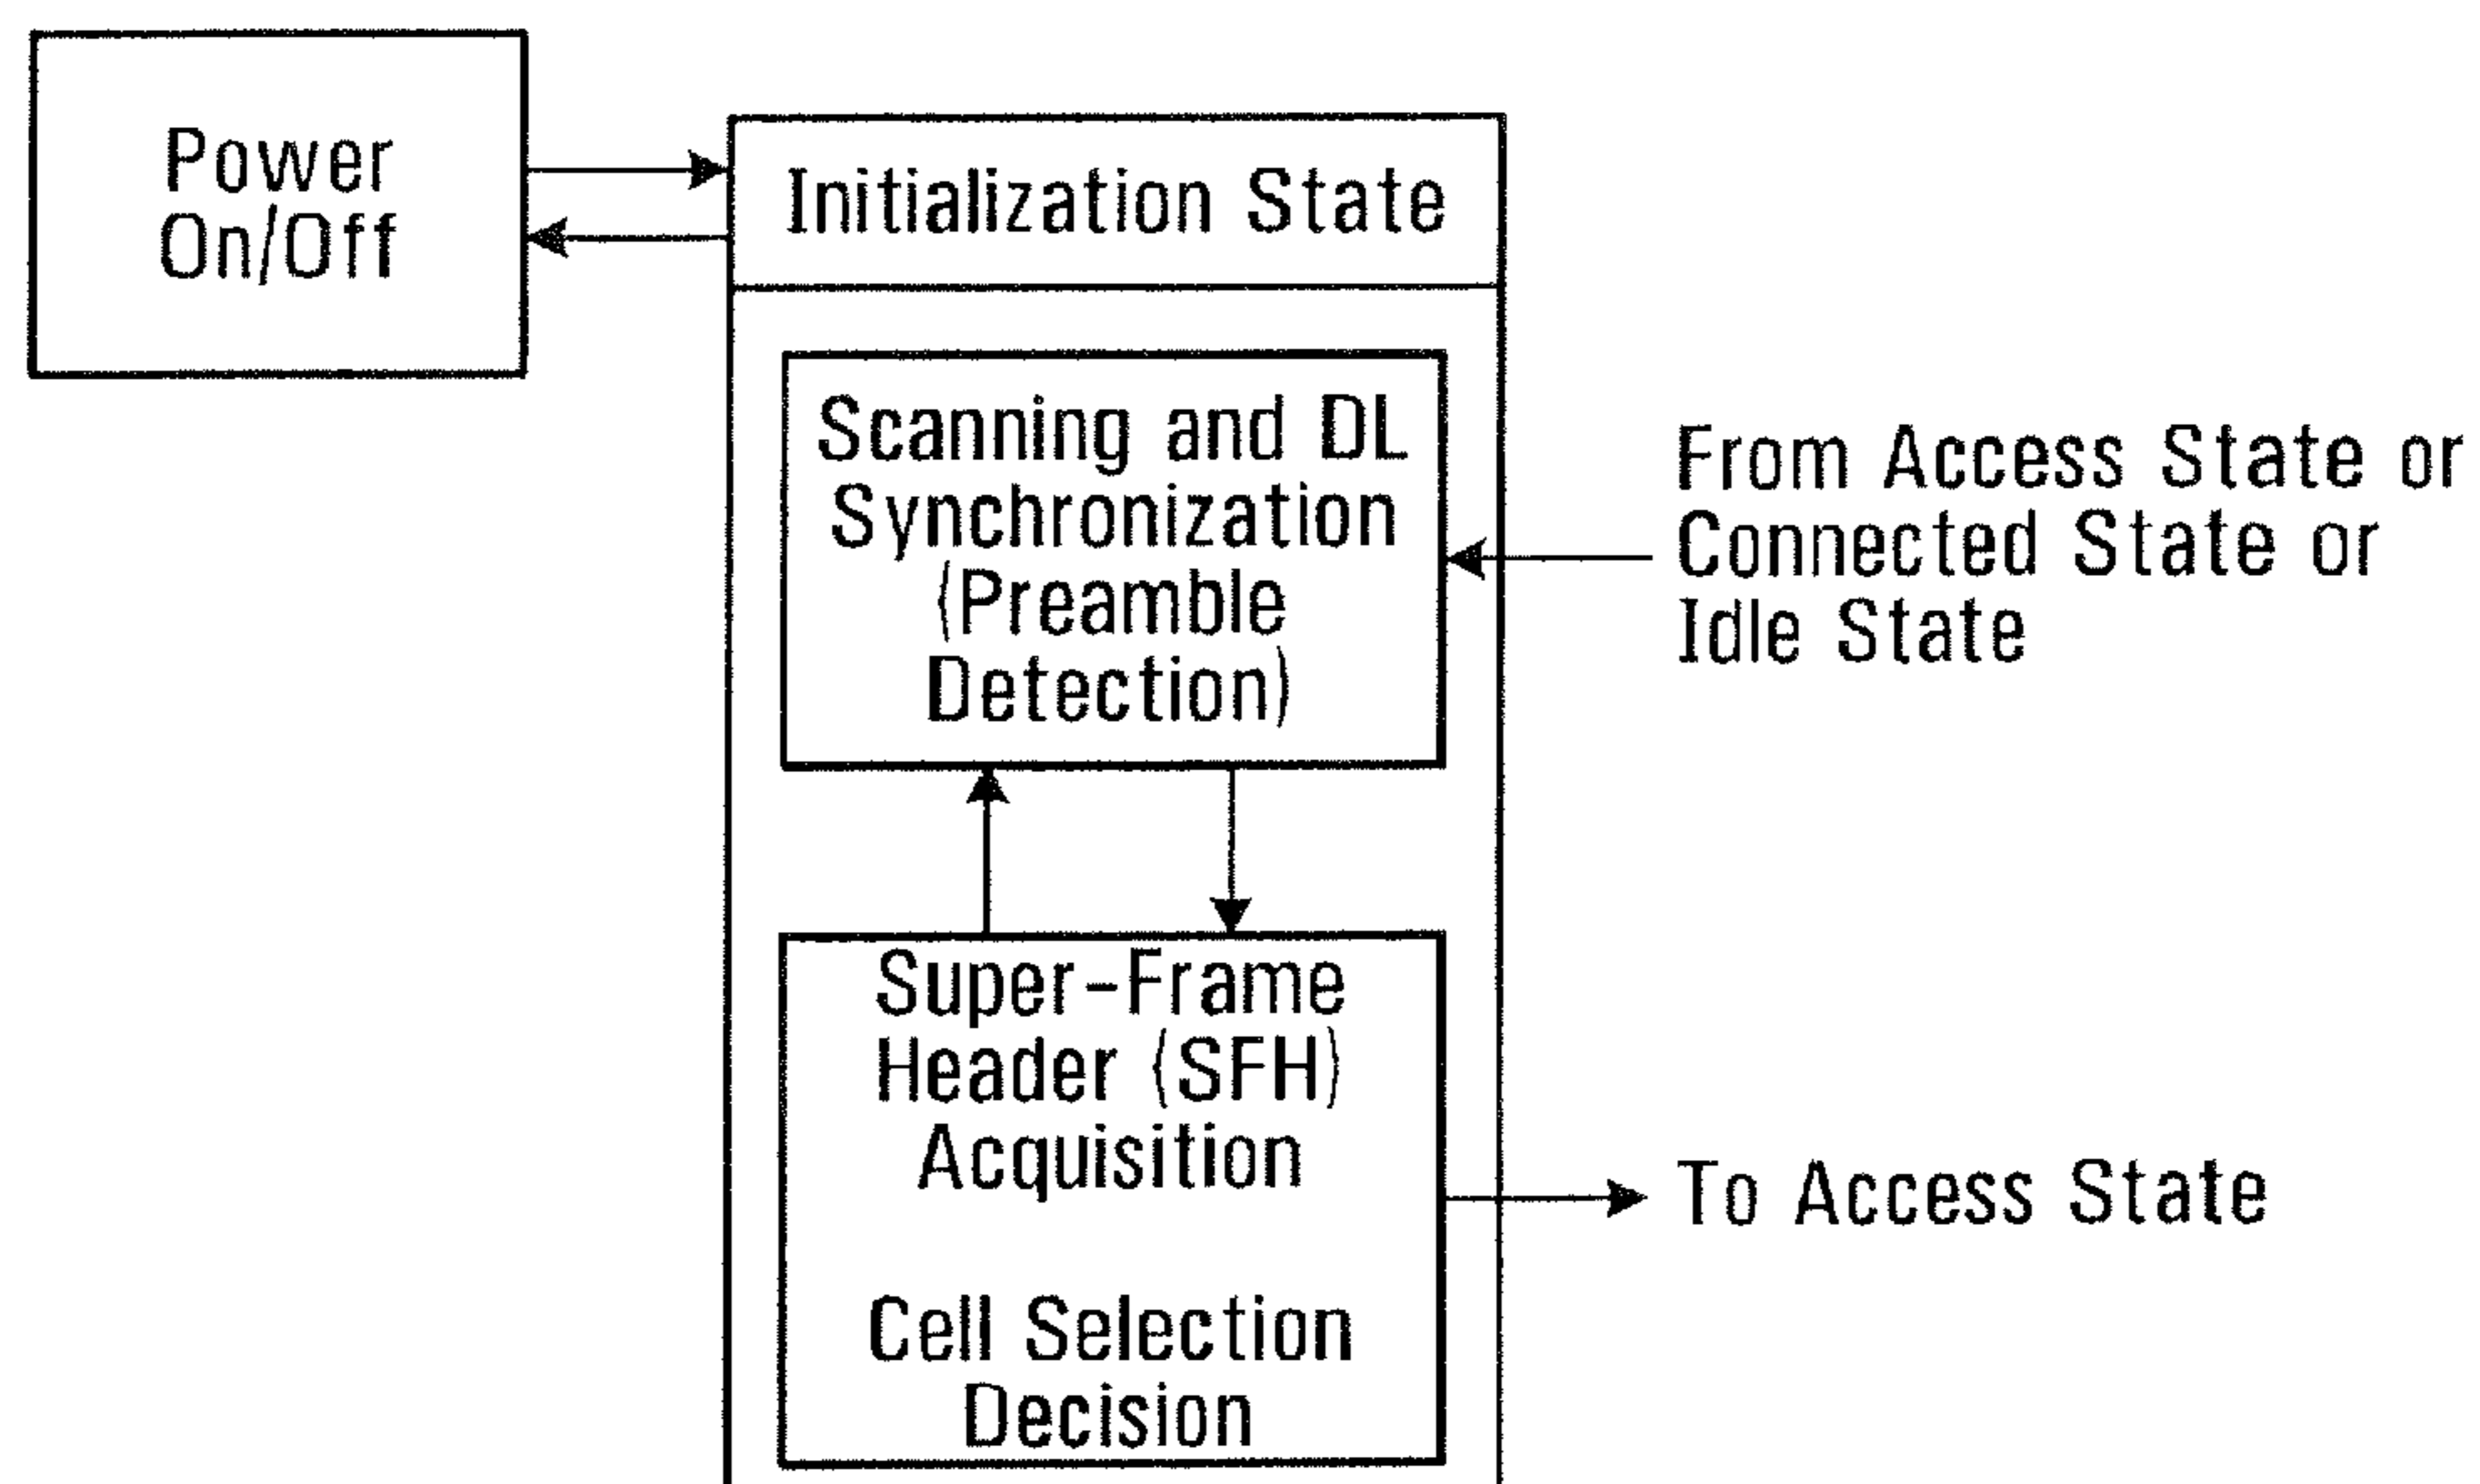 Power
On/Off
Initialization State
Scanning and DL
Synchronization
(Preamble
Detection)
From Access State or
Connected State or
Idle State
Super-Frame
Header (SFH)
Acquisition
Cell Selection
Decision
To Access State